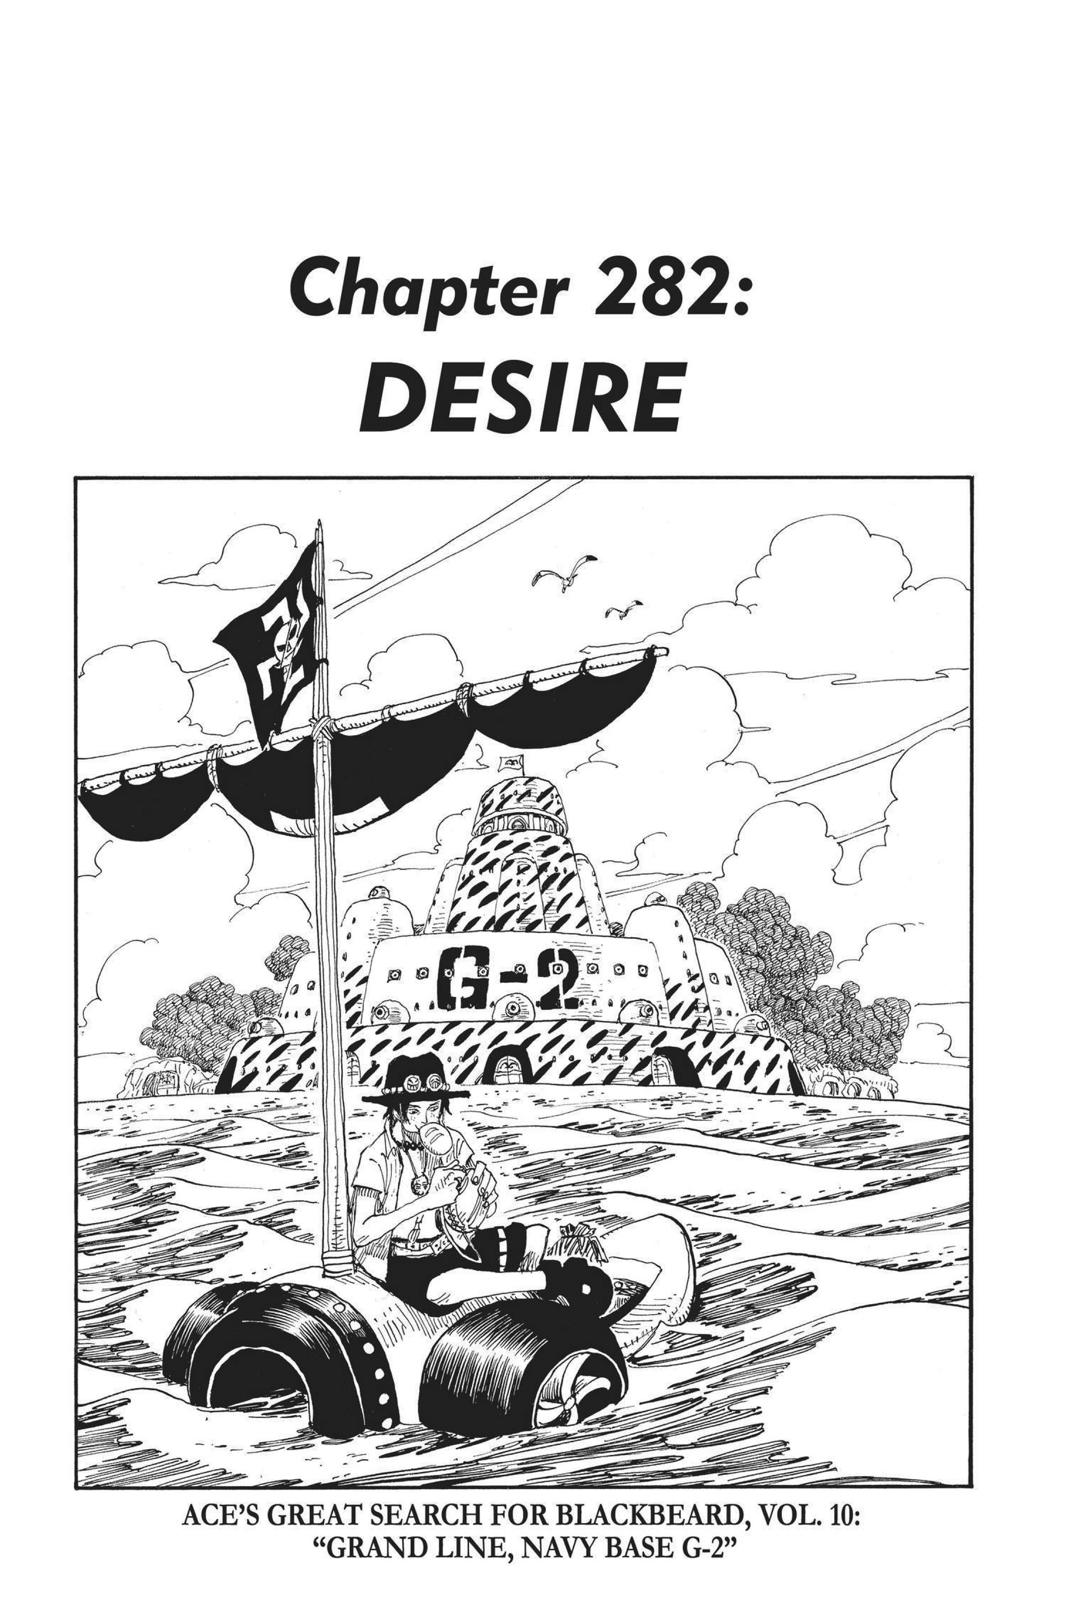 Chapter 282:
DESIRE
G-2
ACE'S GREAT SEARCH FOR BLACKBEARD, VOL. 10:
"GRAND LINE, NAVY BASE G-2"